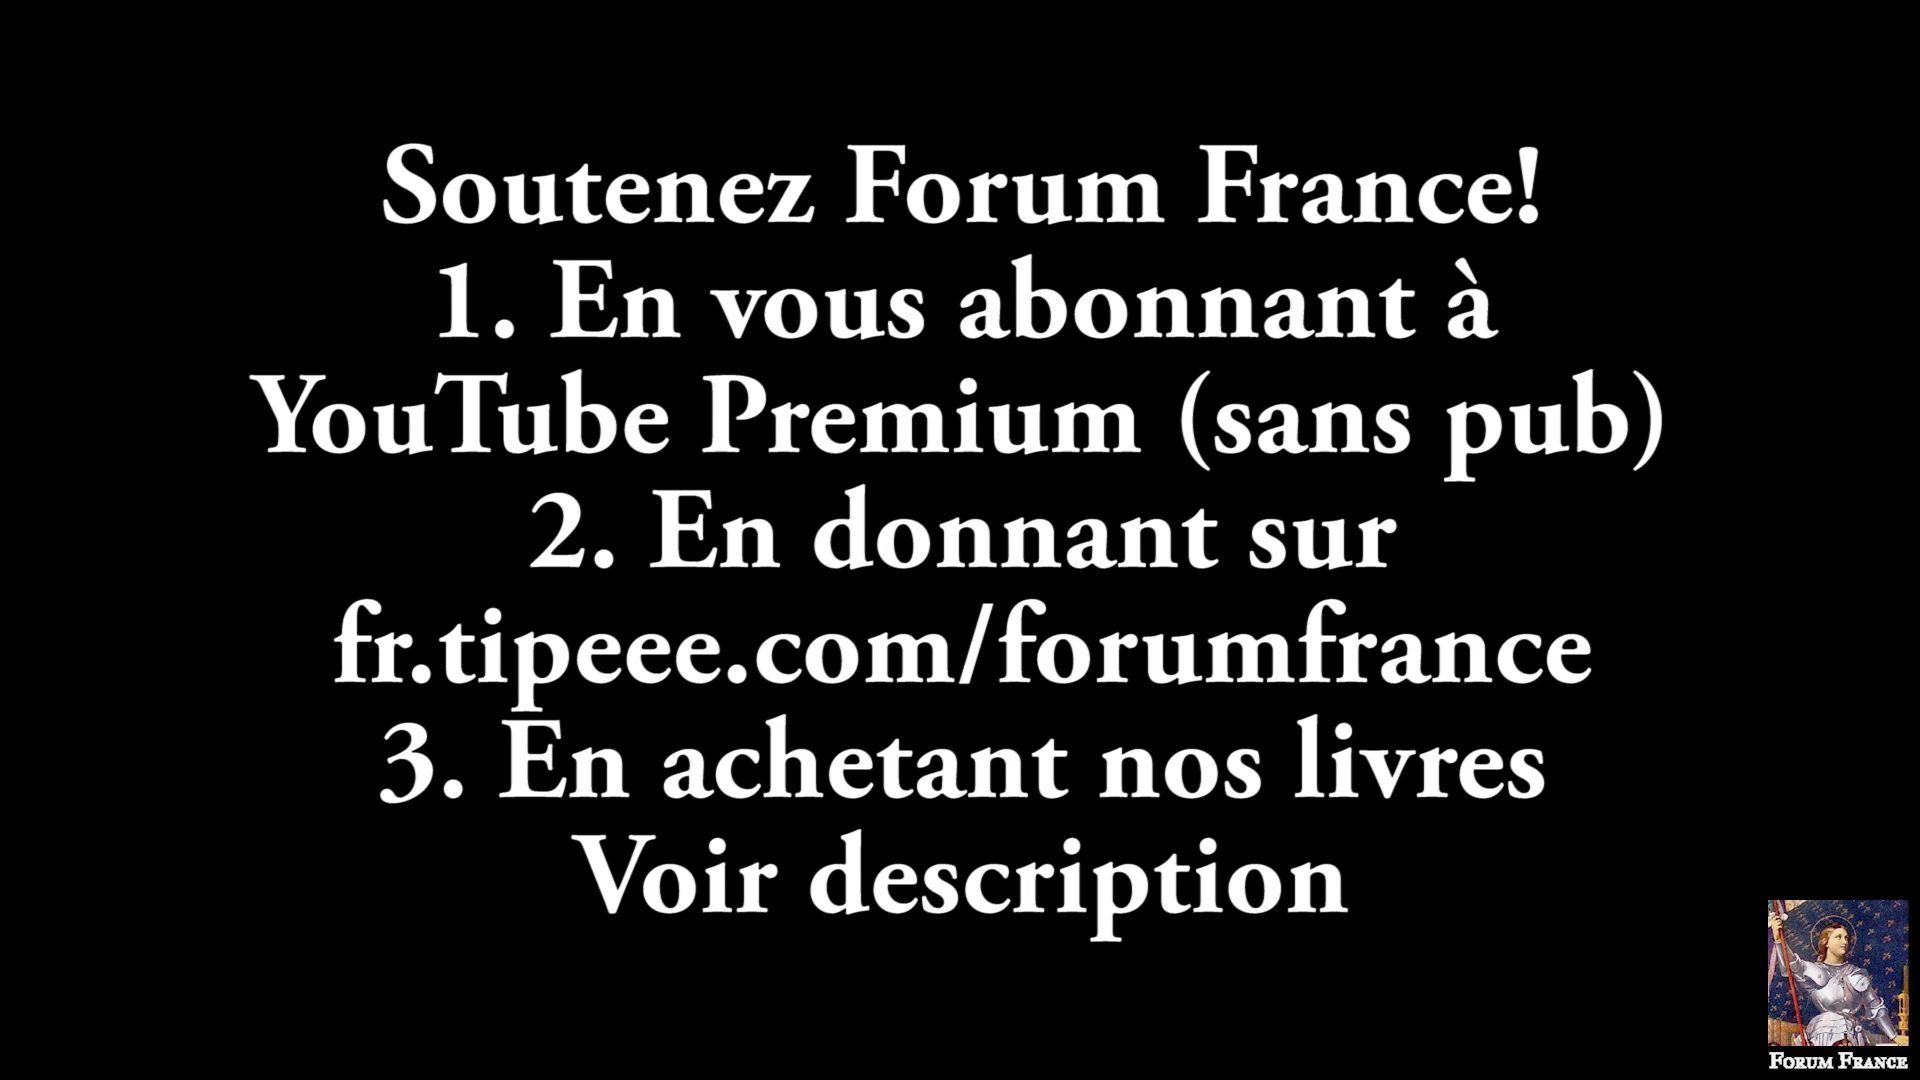 Soutenez Forum France!
1. En vous abonnant à
YouTube Premium (sans pub)
2. En donnant sur
fr.tipeee.com/forumfrance
3. En achetant nos livres
Voir description
Forum France